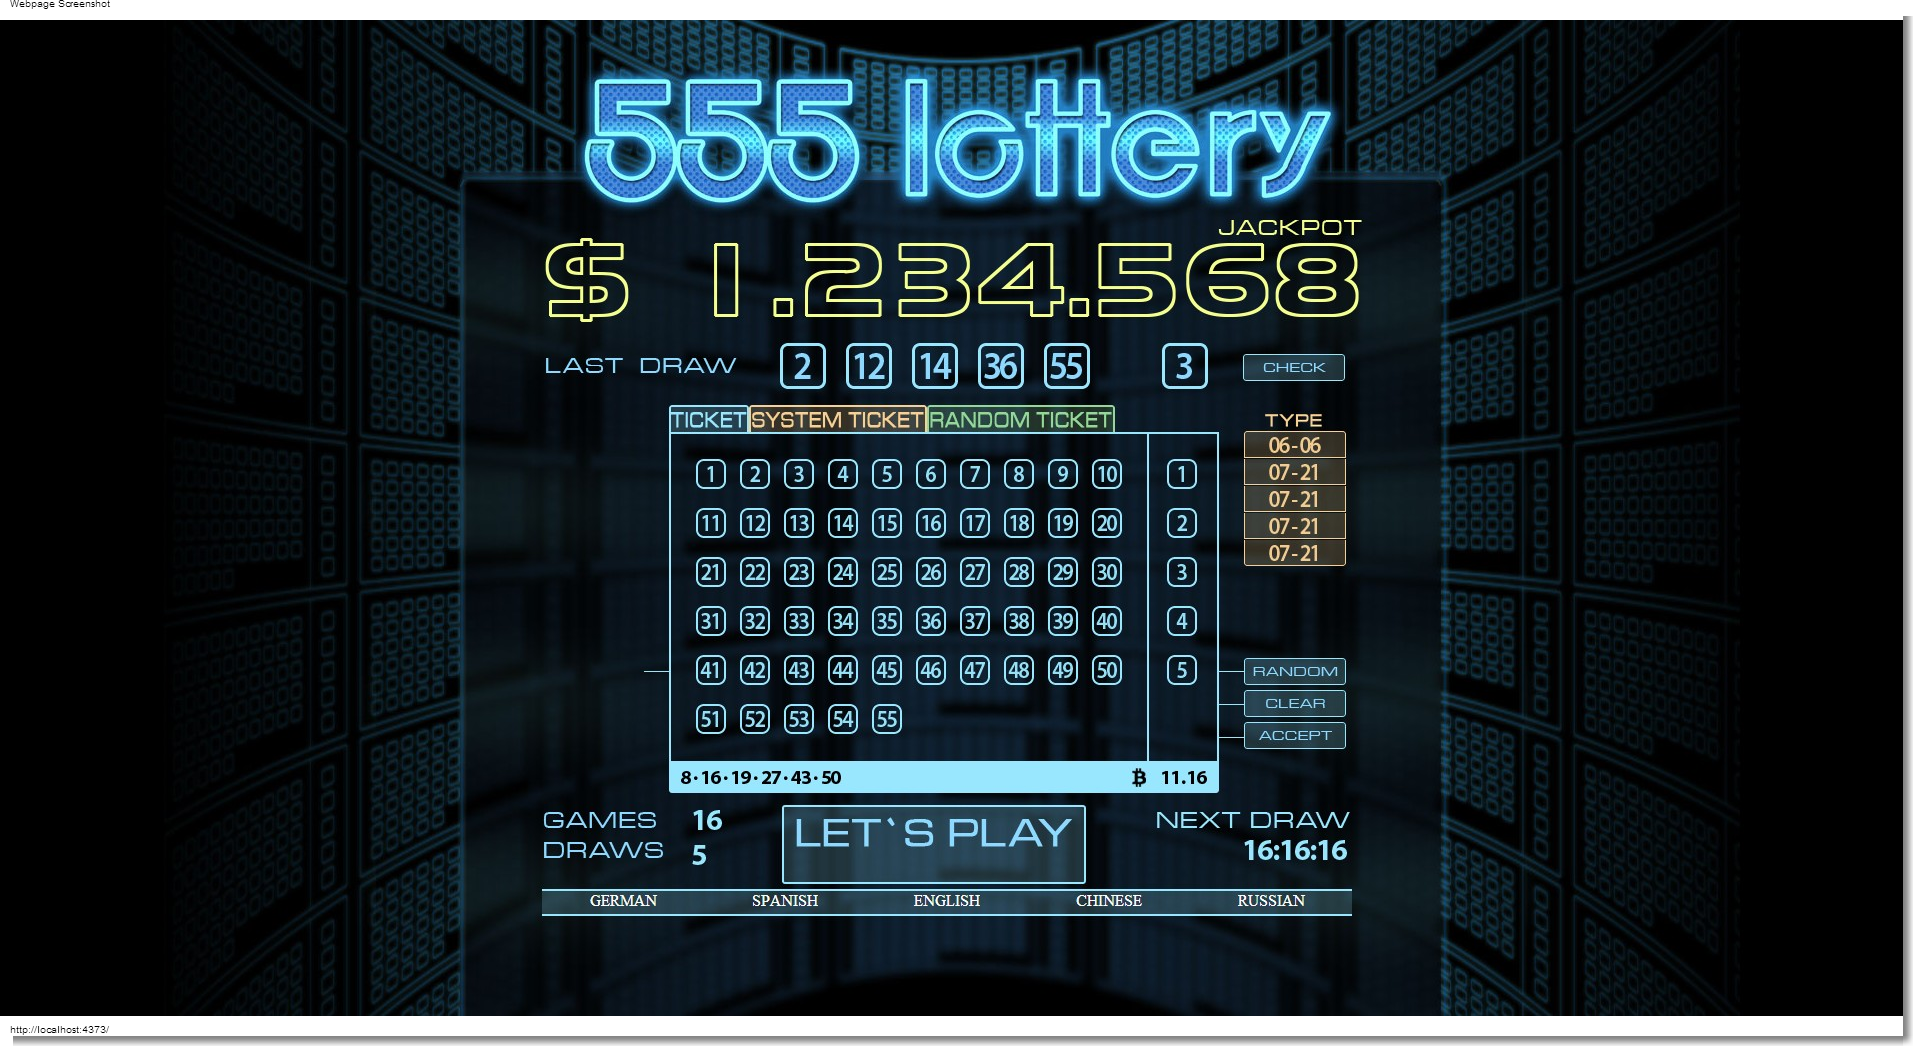 Webpage Screenshot
555 lottery
JACKPOT
$ 1.234.568
LAST DRAW 2 12 14 36 55 3 CHECK
TICKET SYSTEM TICKET RANDOM TICKET TYPE
06-06
1 2 3 4 5 6 7 8 9 10 1 07-21
07-21
11 12 13 14 15 16 17 18 19 20 2 07-21
07-21
21 22 23 24 25 26 27 28 29 30 3
31 32 33 34 35 36 37 38 39 40 4
41 42 43 44 45 46 47 48 49 50 5 RANDOM
CLEAR
51 52 53 54 55 ACCEPT
8·16·19·27·43·50 ₿ 11.16
GAMES 16 LET`S PLAY NEXT DRAW
DRAWS 5 16:16:16
GERMAN SPANISH ENGLISH CHINESE RUSSIAN
http://localhost:4373/